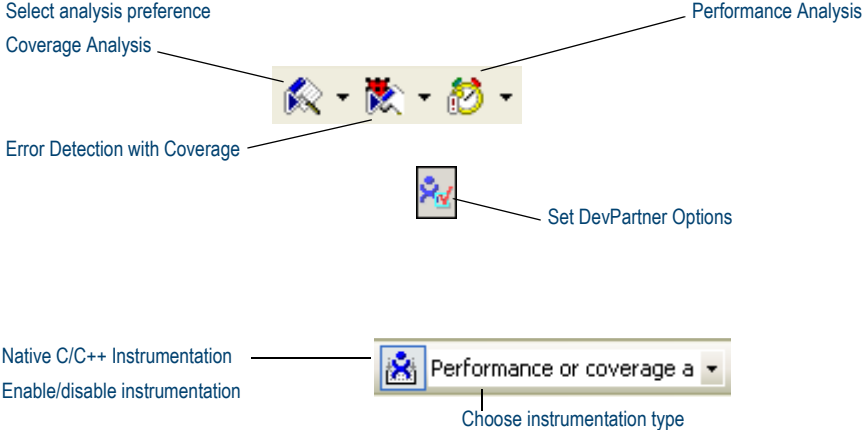 Select analysis preference
Performance Analysis
Coverage Analysis
Error Detection with Coverage
Set DevPartner Options
Native C/C++ Instrumentation
Performance or coverage a
Enable/disable instrumentation
Choose instrumentation type